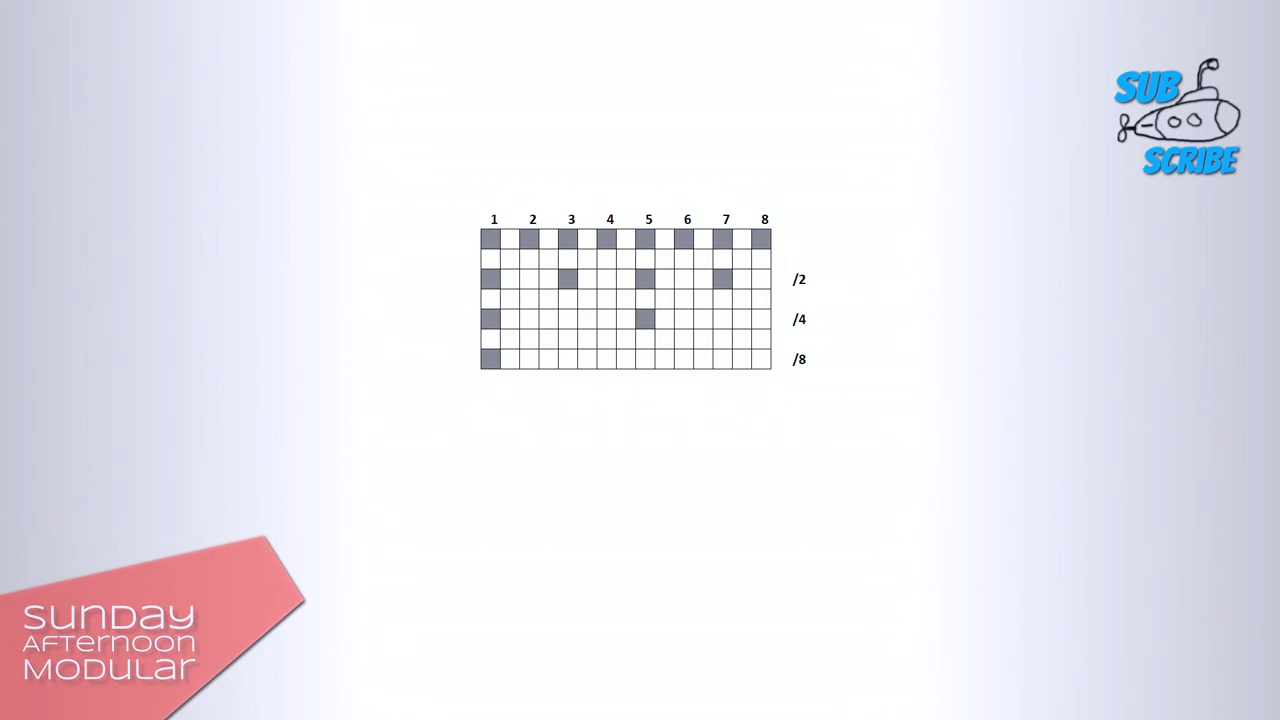 SUB
SCRIBE
1 2 3 4 5 6 7 8
/2
/4
/8
Sunday
Afternoon
Modular